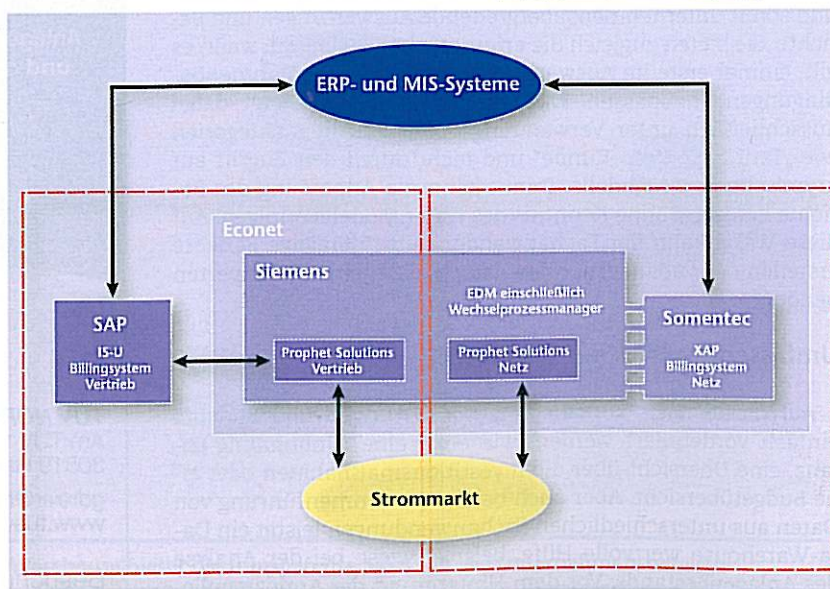 ERP- und MIS-Systeme
Econet
Siemens
EDM einschließlich
Wechselprozessmanager
SAP
IS-U
Billingsystem
Vertrieb
Prophet Solutions
Vertrieb
Prophet Solutions
Netz
Somentec
XAP
Billingsystem
Netz
Strommarkt